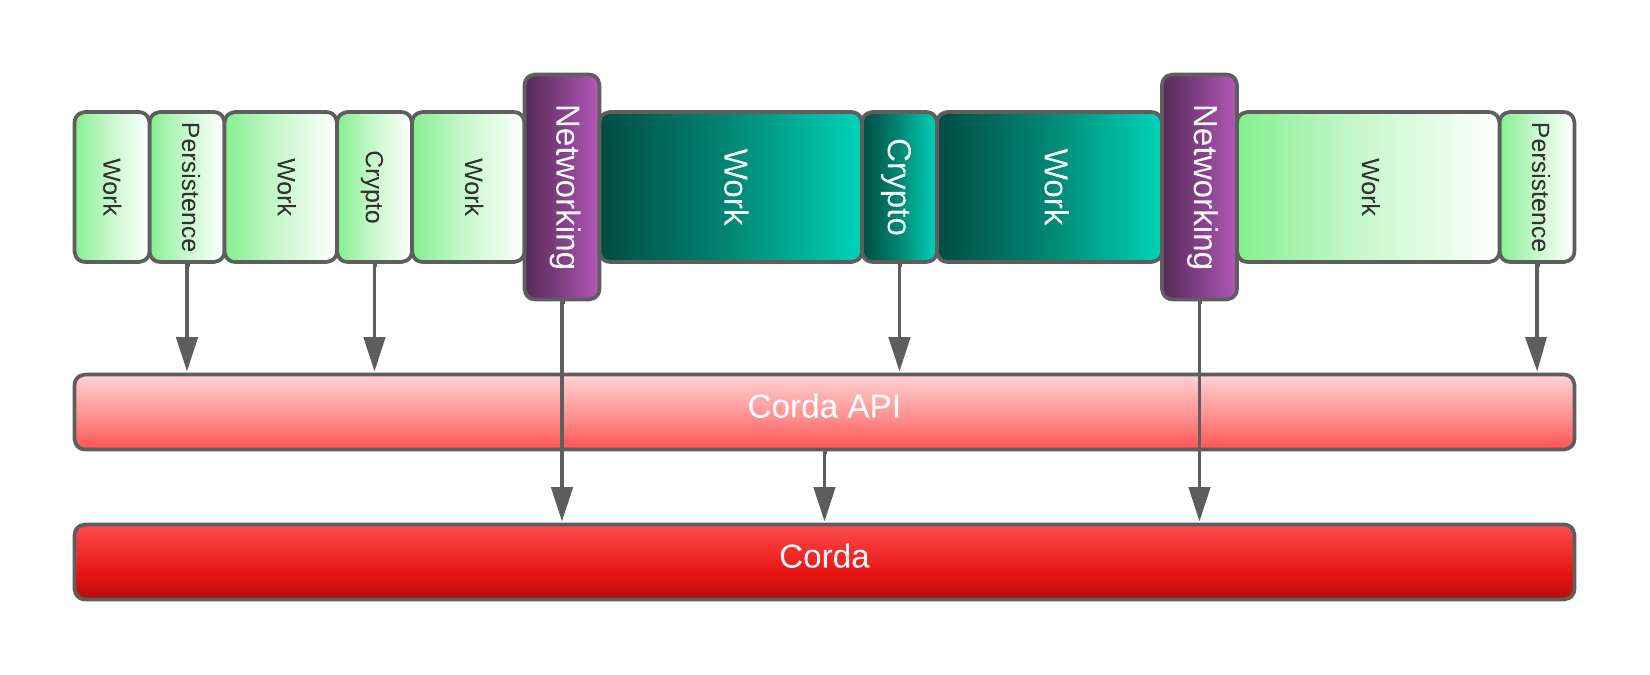 Work
Persistence
Work
Crypto
Work
Networking
Work
Crypto
Work
Networking
Work
Persistence
Corda API
Corda